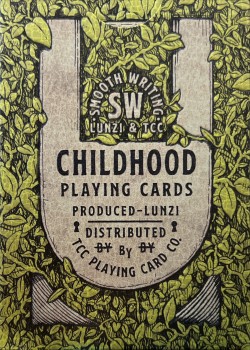 SMOOTH WRITING
SW
LUNZI & TCC
CHILDHOOD
PLAYING CARDS
PRODUCED-LUNZI
DISTRIBUTED
BY By BY
TCC PLAYING CARD CO.